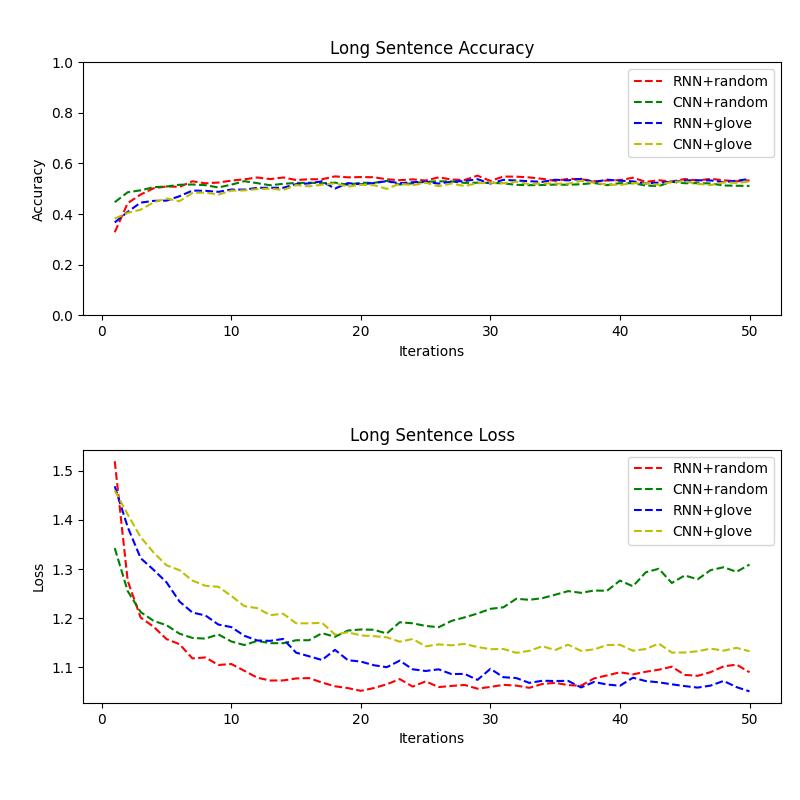 Long Sentence Accuracy
1.0
0.8
0.6
0.4
0.2
0.0
Accuracy
RNN+random
CNN+random
RNN+glove
CNN+glove
0 10 20 30 40 50
Iterations
Long Sentence Loss
1.5
1.4
1.3
1.2
1.1
Loss
RNN+random
CNN+random
RNN+glove
CNN+glove
0 10 20 30 40 50
Iterations